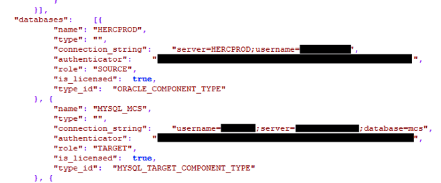 }
}],
"databases": [{
"name": "HERCPROD",
"type": "",
"connection_string": "server=HERCPROD;username=",
"authenticator": "",
"role": "SOURCE",
"is_licensed": true,
"type_id": "ORACLE_COMPONENT_TYPE"
}, {
"name": "MYSQL_MCS",
"type": "",
"connection_string": "username=;server=;database=mcs",
"authenticator": "",
"role": "TARGET",
"is_licensed": true,
"type_id": "MYSQL_TARGET_COMPONENT_TYPE"
}, {